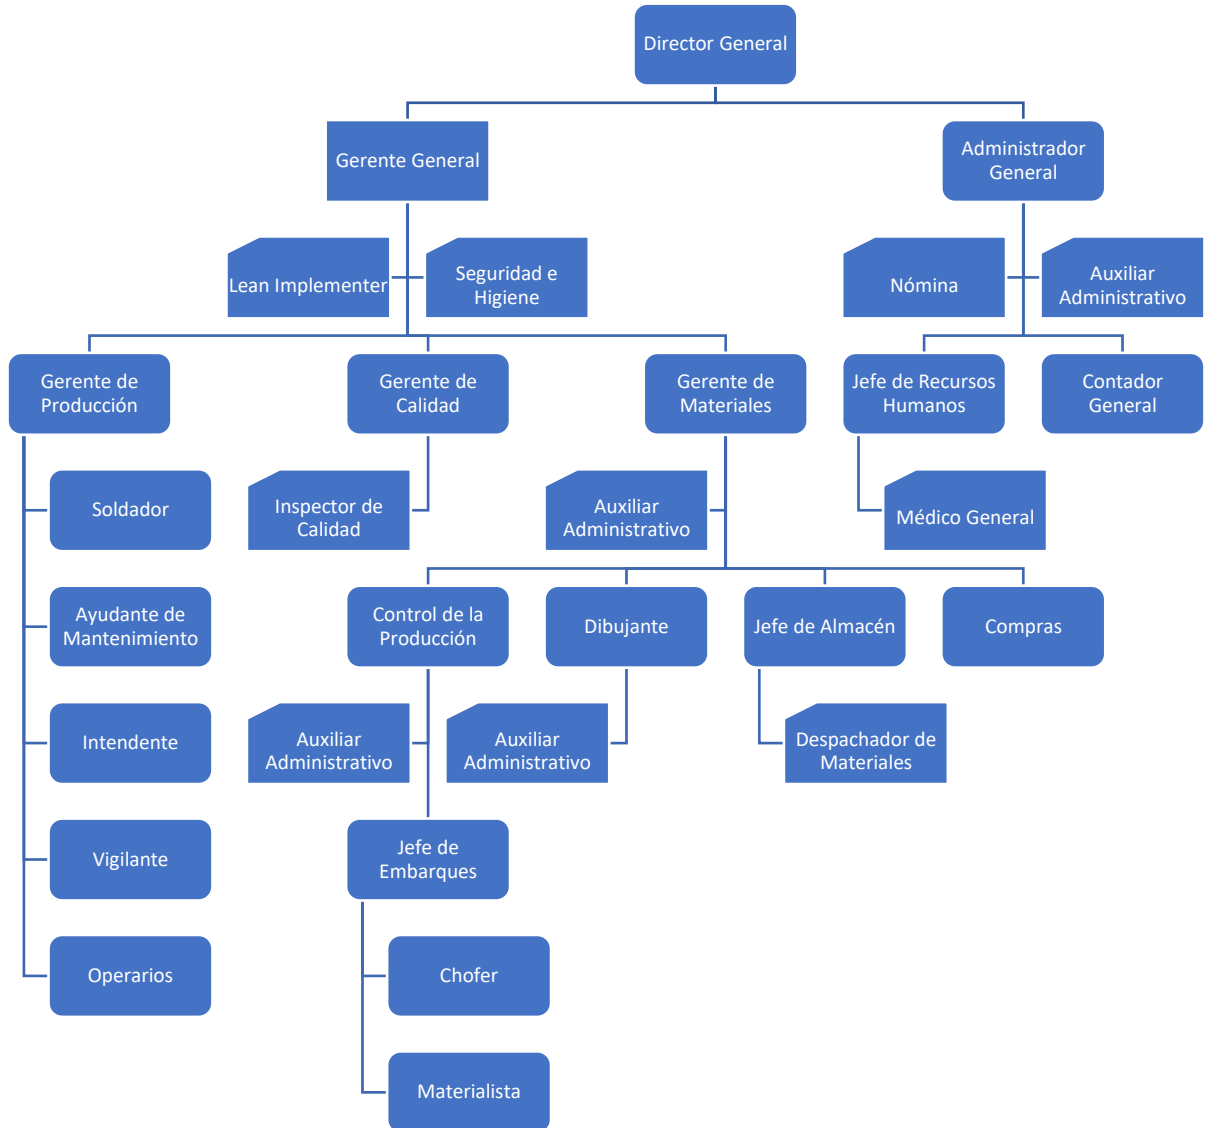 Director General
Gerente General
Administrador
General
Lean Implementer
Seguridad e
Higiene
Nómina
Auxiliar
Administrativo
Gerente de
Producción
Gerente de
Calidad
Gerente de
Materiales
Jefe de Recursos
Humanos
Contador
General
Soldador
Inspector de
Calidad
Auxiliar
Administrativo
Médico General
Ayudante de
Mantenimiento
Control de la
Producción
Dibujante
Jefe de Almacén
Compras
Intendente
Auxiliar
Administrativo
Auxiliar
Administrativo
Despachador de
Materiales
Vigilante
Jefe de
Embarques
Operarios
Chofer
Materialista